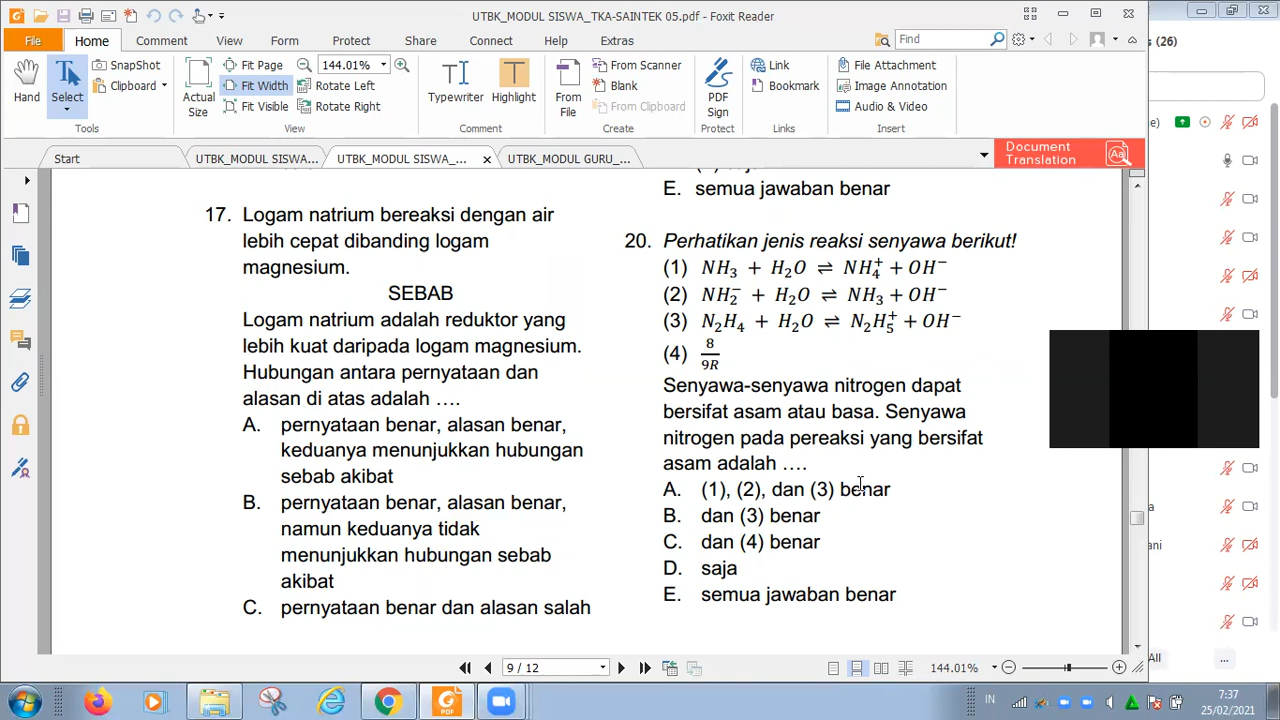 UTBK_MODUL SISWA_TKA-SAINTEK 05.pdf - Foxit Reader
File Home Comment View Form Protect Share Connect Help Extras Find
Hand
Select
SnapShot
Clipboard
Tools
Actual Size
Fit Page
Fit Width
Fit Visible
144.01%
Rotate Left
Rotate Right
View
Typewriter
Highlight
Comment
From File
From Scanner
Blank
From Clipboard
Create
PDF Sign
Protect
Link
Bookmark
Links
File Attachment
Image Annotation
Audio & Video
Insert
(26)
Start UTBK_MODUL SISWA... UTBK_MODUL SISWA_... UTBK_MODUL GURU_...
Document Translation
17. Logam natrium bereaksi dengan air
lebih cepat dibanding logam
magnesium.
SEBAB
Logam natrium adalah reduktor yang
lebih kuat daripada logam magnesium.
Hubungan antara pernyataan dan
alasan di atas adalah ….
A. pernyataan benar, alasan benar,
keduanya menunjukkan hubungan
sebab akibat
B. pernyataan benar, alasan benar,
namun keduanya tidak
menunjukkan hubungan sebab
akibat
C. pernyataan benar dan alasan salah
E. semua jawaban benar
20. Perhatikan jenis reaksi senyawa berikut!
(1) NH₃ + H₂O ⇌ NH₄⁺ + OH⁻
(2) NH₂⁻ + H₂O ⇌ NH₃ + OH⁻
(3) N₂H₄ + H₂O ⇌ N₂H₅⁺ + OH⁻
(4) 8/9R
Senyawa-senyawa nitrogen dapat
bersifat asam atau basa. Senyawa
nitrogen pada pereaksi yang bersifat
asam adalah ….
A. (1), (2), dan (3) benar
B. dan (3) benar
C. dan (4) benar
D. saja
E. semua jawaban benar
9 / 12
144.01%
All ...
IN
7:37
25/02/2021